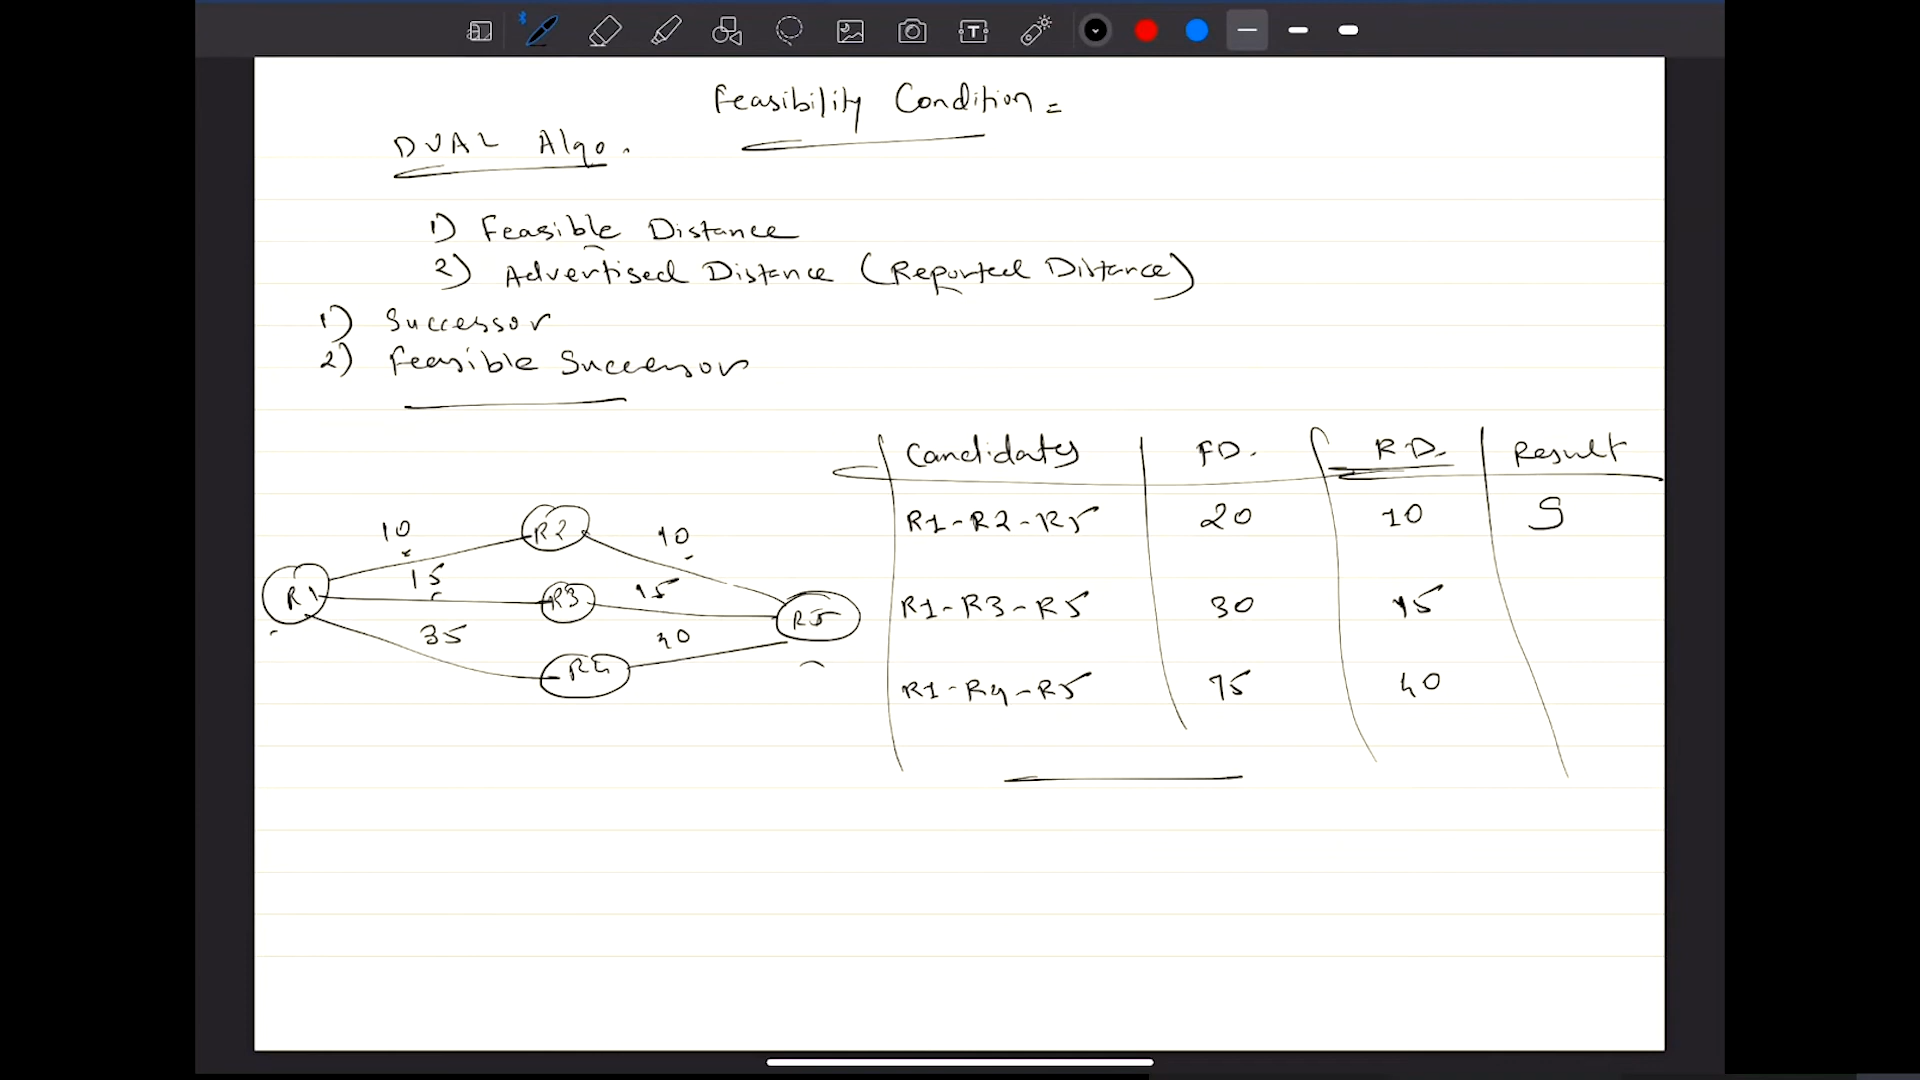 Feasibility Condition =
DUAL Algo.
1) Feasible Distance
2) Advertised Distance (Reported Distance)
1) Successor
2) Feasible Successor
Candidates FD. RD. Result
R1-R2-R5 20 10 S
R1-R3-R5 30 15
R1-R4-R5 75 40
10 R2 10
R1 15 R3 15 R5
35 R4 40
T